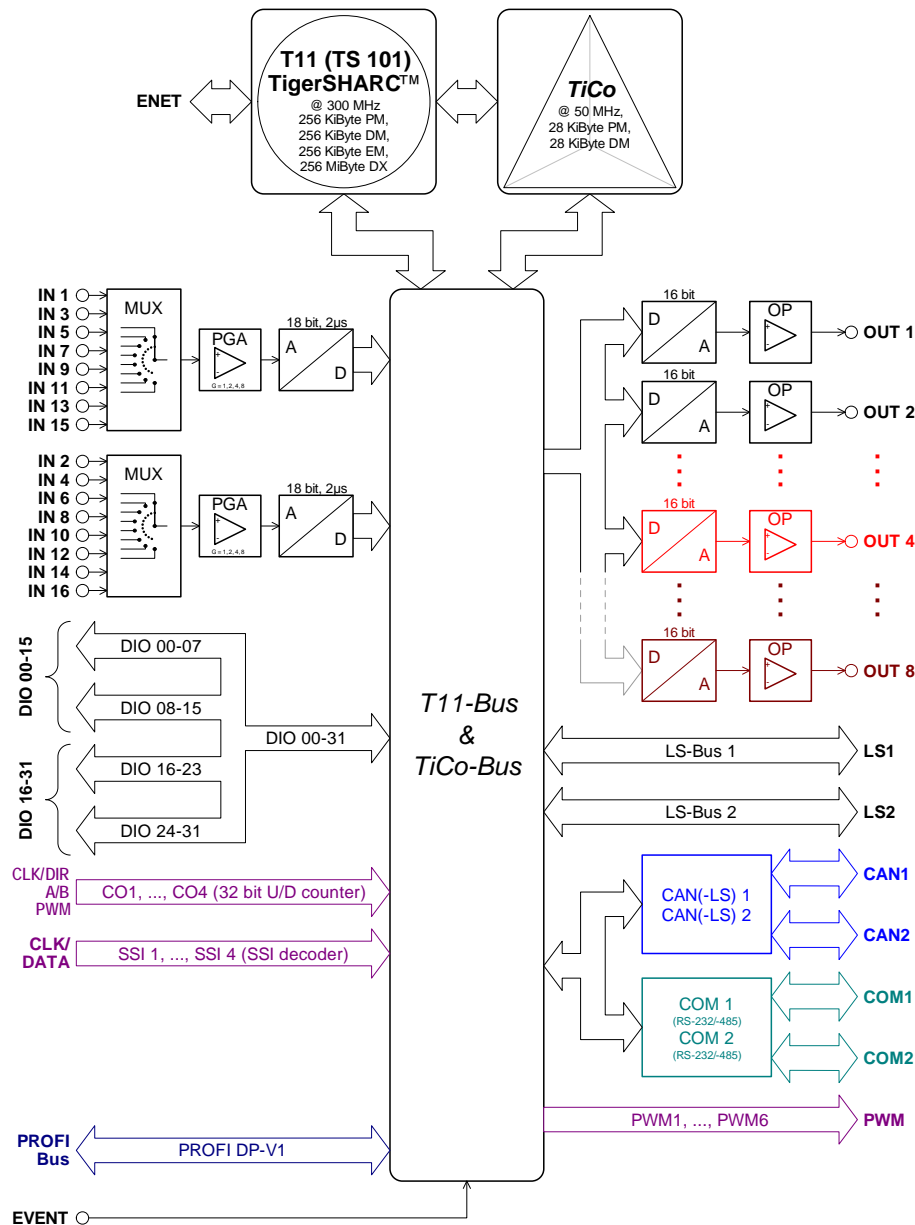 T11 (TS 101)
TigerSHARC™
@ 300 MHz
256 KiByte PM,
256 KiByte DM,
256 KiByte EM,
256 MiByte DX
TiCo
@ 50 MHz,
28 KiByte PM,
28 KiByte DM
ENET
IN 1
IN 3
IN 5
IN 7
IN 9
IN 11
IN 13
IN 15
MUX
PGA
+
-
G = 1,2,4,8
18 bit, 2µs
A
D
IN 2
IN 4
IN 6
IN 8
IN 10
IN 12
IN 14
IN 16
MUX
PGA
+
-
G = 1,2,4,8
18 bit, 2µs
A
D
16 bit
D
A
OP
+
-
OUT 1
16 bit
D
A
OP
+
-
OUT 2
16 bit
D
A
OP
+
-
OUT 4
16 bit
D
A
OP
+
-
OUT 8
DIO 00-15
DIO 16-31
DIO 00-07
DIO 08-15
DIO 16-23
DIO 24-31
DIO 00-31
T11-Bus
&
TiCo-Bus
LS-Bus 1
LS1
LS-Bus 2
LS2
CLK/DIR
A/B
PWM
CO1, ..., CO4 (32 bit U/D counter)
CLK/
DATA
SSI 1, ..., SSI 4 (SSI decoder)
CAN(-LS) 1
CAN(-LS) 2
CAN1
CAN2
COM 1
(RS-232/-485)
COM 2
(RS-232/-485)
COM1
COM2
PWM1, ..., PWM6
PWM
PROFI
Bus
PROFI DP-V1
EVENT